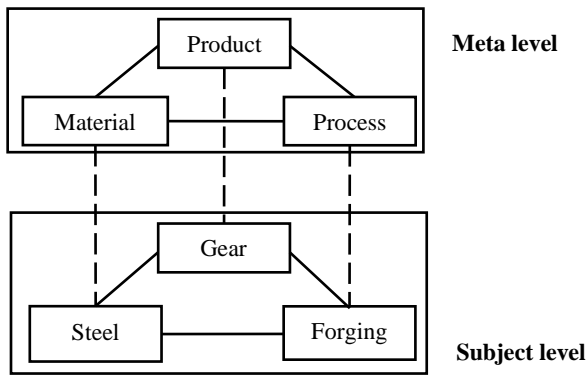 Product
Meta level
Material
Process
Gear
Steel
Forging
Subject level